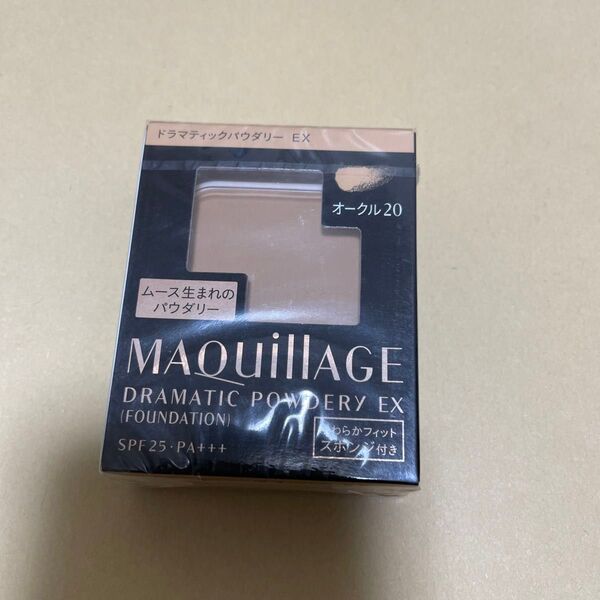 ドラマティックパウダリー EX
オークル20
ムース生まれの
パウダリー
MAQuillAGE
DRAMATIC POWDERY EX
(FOUNDATION)
SPF25・PA+++
やわらかフィット
スポンジ付き